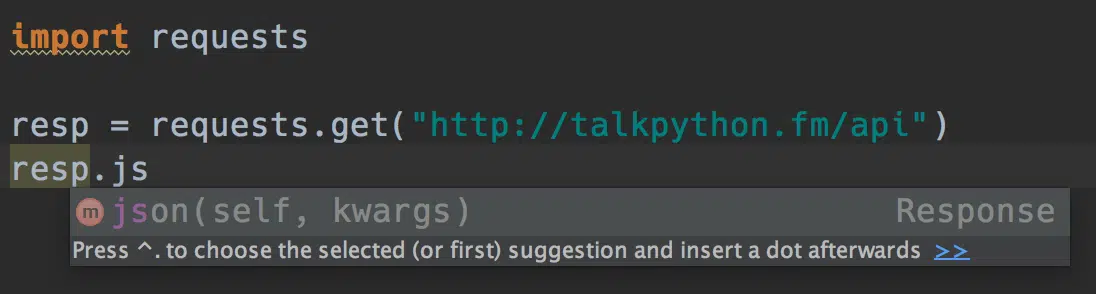 import requests
resp = requests.get("http://talkpython.fm/api")
resp.js
m json(self, kwargs) Response
Press ^. to choose the selected (or first) suggestion and insert a dot afterwards >>